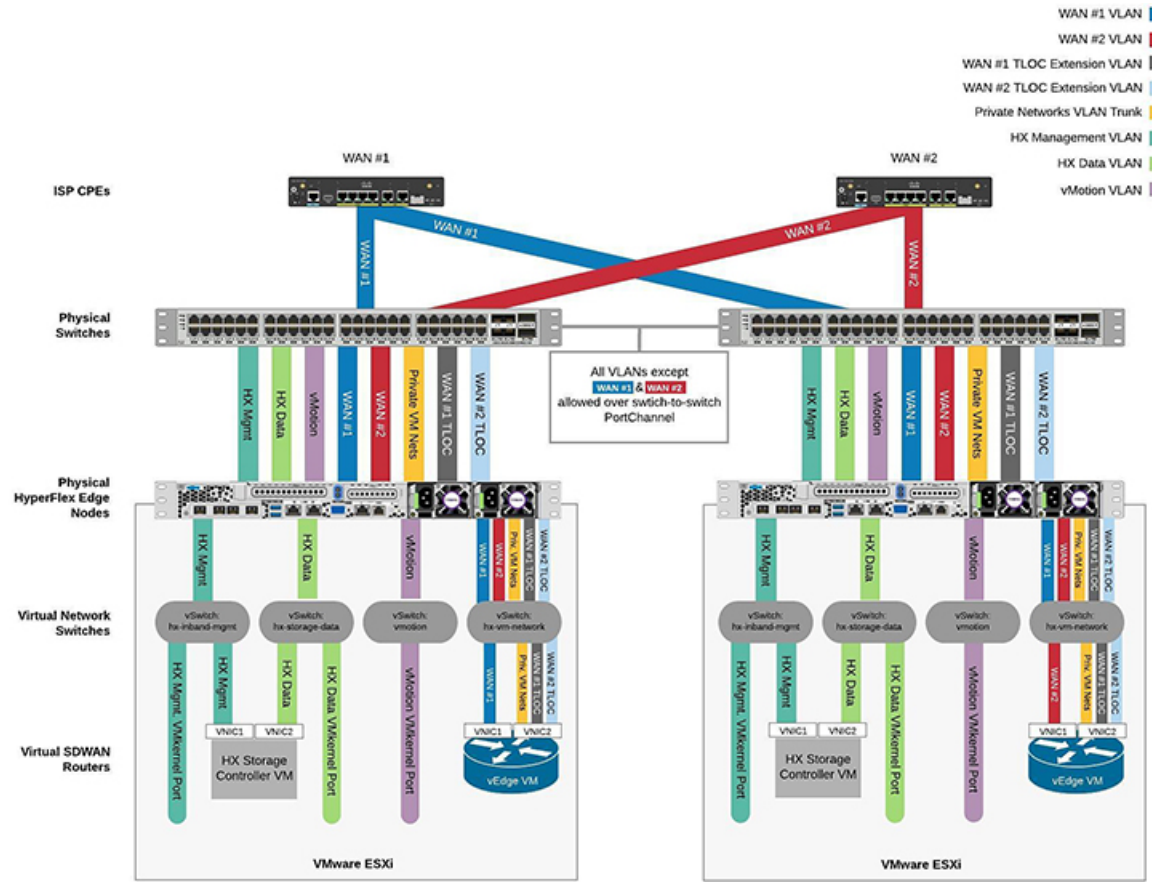 WAN #1 VLAN
WAN #2 VLAN
WAN #1 TLOC Extension VLAN
WAN #2 TLOC Extension VLAN
Private Networks VLAN Trunk
HX Management VLAN
HX Data VLAN
vMotion VLAN
WAN #1
WAN #2
ISP CPEs
WAN #1
WAN #1
WAN #2
WAN #2
Physical
Switches
All VLANs except
WAN #1 & WAN #2
allowed over swtich-to-switch
PortChannel
HX Mgmt
HX Data
vMotion
WAN #1
WAN #2
Private VM Nets
WAN #1 TLOC
WAN #2 TLOC
HX Mgmt
HX Data
vMotion
WAN #1
WAN #2
Private VM Nets
WAN #1 TLOC
WAN #2 TLOC
Physical
HyperFlex Edge
Nodes
HX Mgmt
HX Data
vMotion
WAN #1
WAN #2
Priv. VM Nets
WAN #1 TLOC
WAN #2 TLOC
HX Mgmt
HX Data
vMotion
WAN #1
WAN #2
Priv. VM Nets
WAN #1 TLOC
WAN #2 TLOC
Virtual Network
Switches
vSwitch:
hx-inband-mgmt
vSwitch:
hx-storage-data
vSwitch:
vmotion
vSwitch:
hx-vm-network
vSwitch:
hx-inband-mgmt
vSwitch:
hx-storage-data
vSwitch:
vmotion
vSwitch:
hx-vm-network
HX Mgmt, VMkernel Port
HX Mgmt
HX Data
HX Data VMkernel Port
vMotion VMkernel Port
WAN #1
Priv. VM Nets
WAN #1 TLOC
WAN #2 TLOC
HX Mgmt, VMkernel Port
HX Mgmt
HX Data
HX Data VMkernel Port
vMotion VMkernel Port
WAN #2
Priv. VM Nets
WAN #1 TLOC
WAN #2 TLOC
Virtual SDWAN
Routers
VNIC1
VNIC2
HX Storage
Controller VM
VNIC1
VNIC2
vEdge VM
VNIC1
VNIC2
HX Storage
Controller VM
VNIC1
VNIC2
vEdge VM
VMware ESXi
VMware ESXi